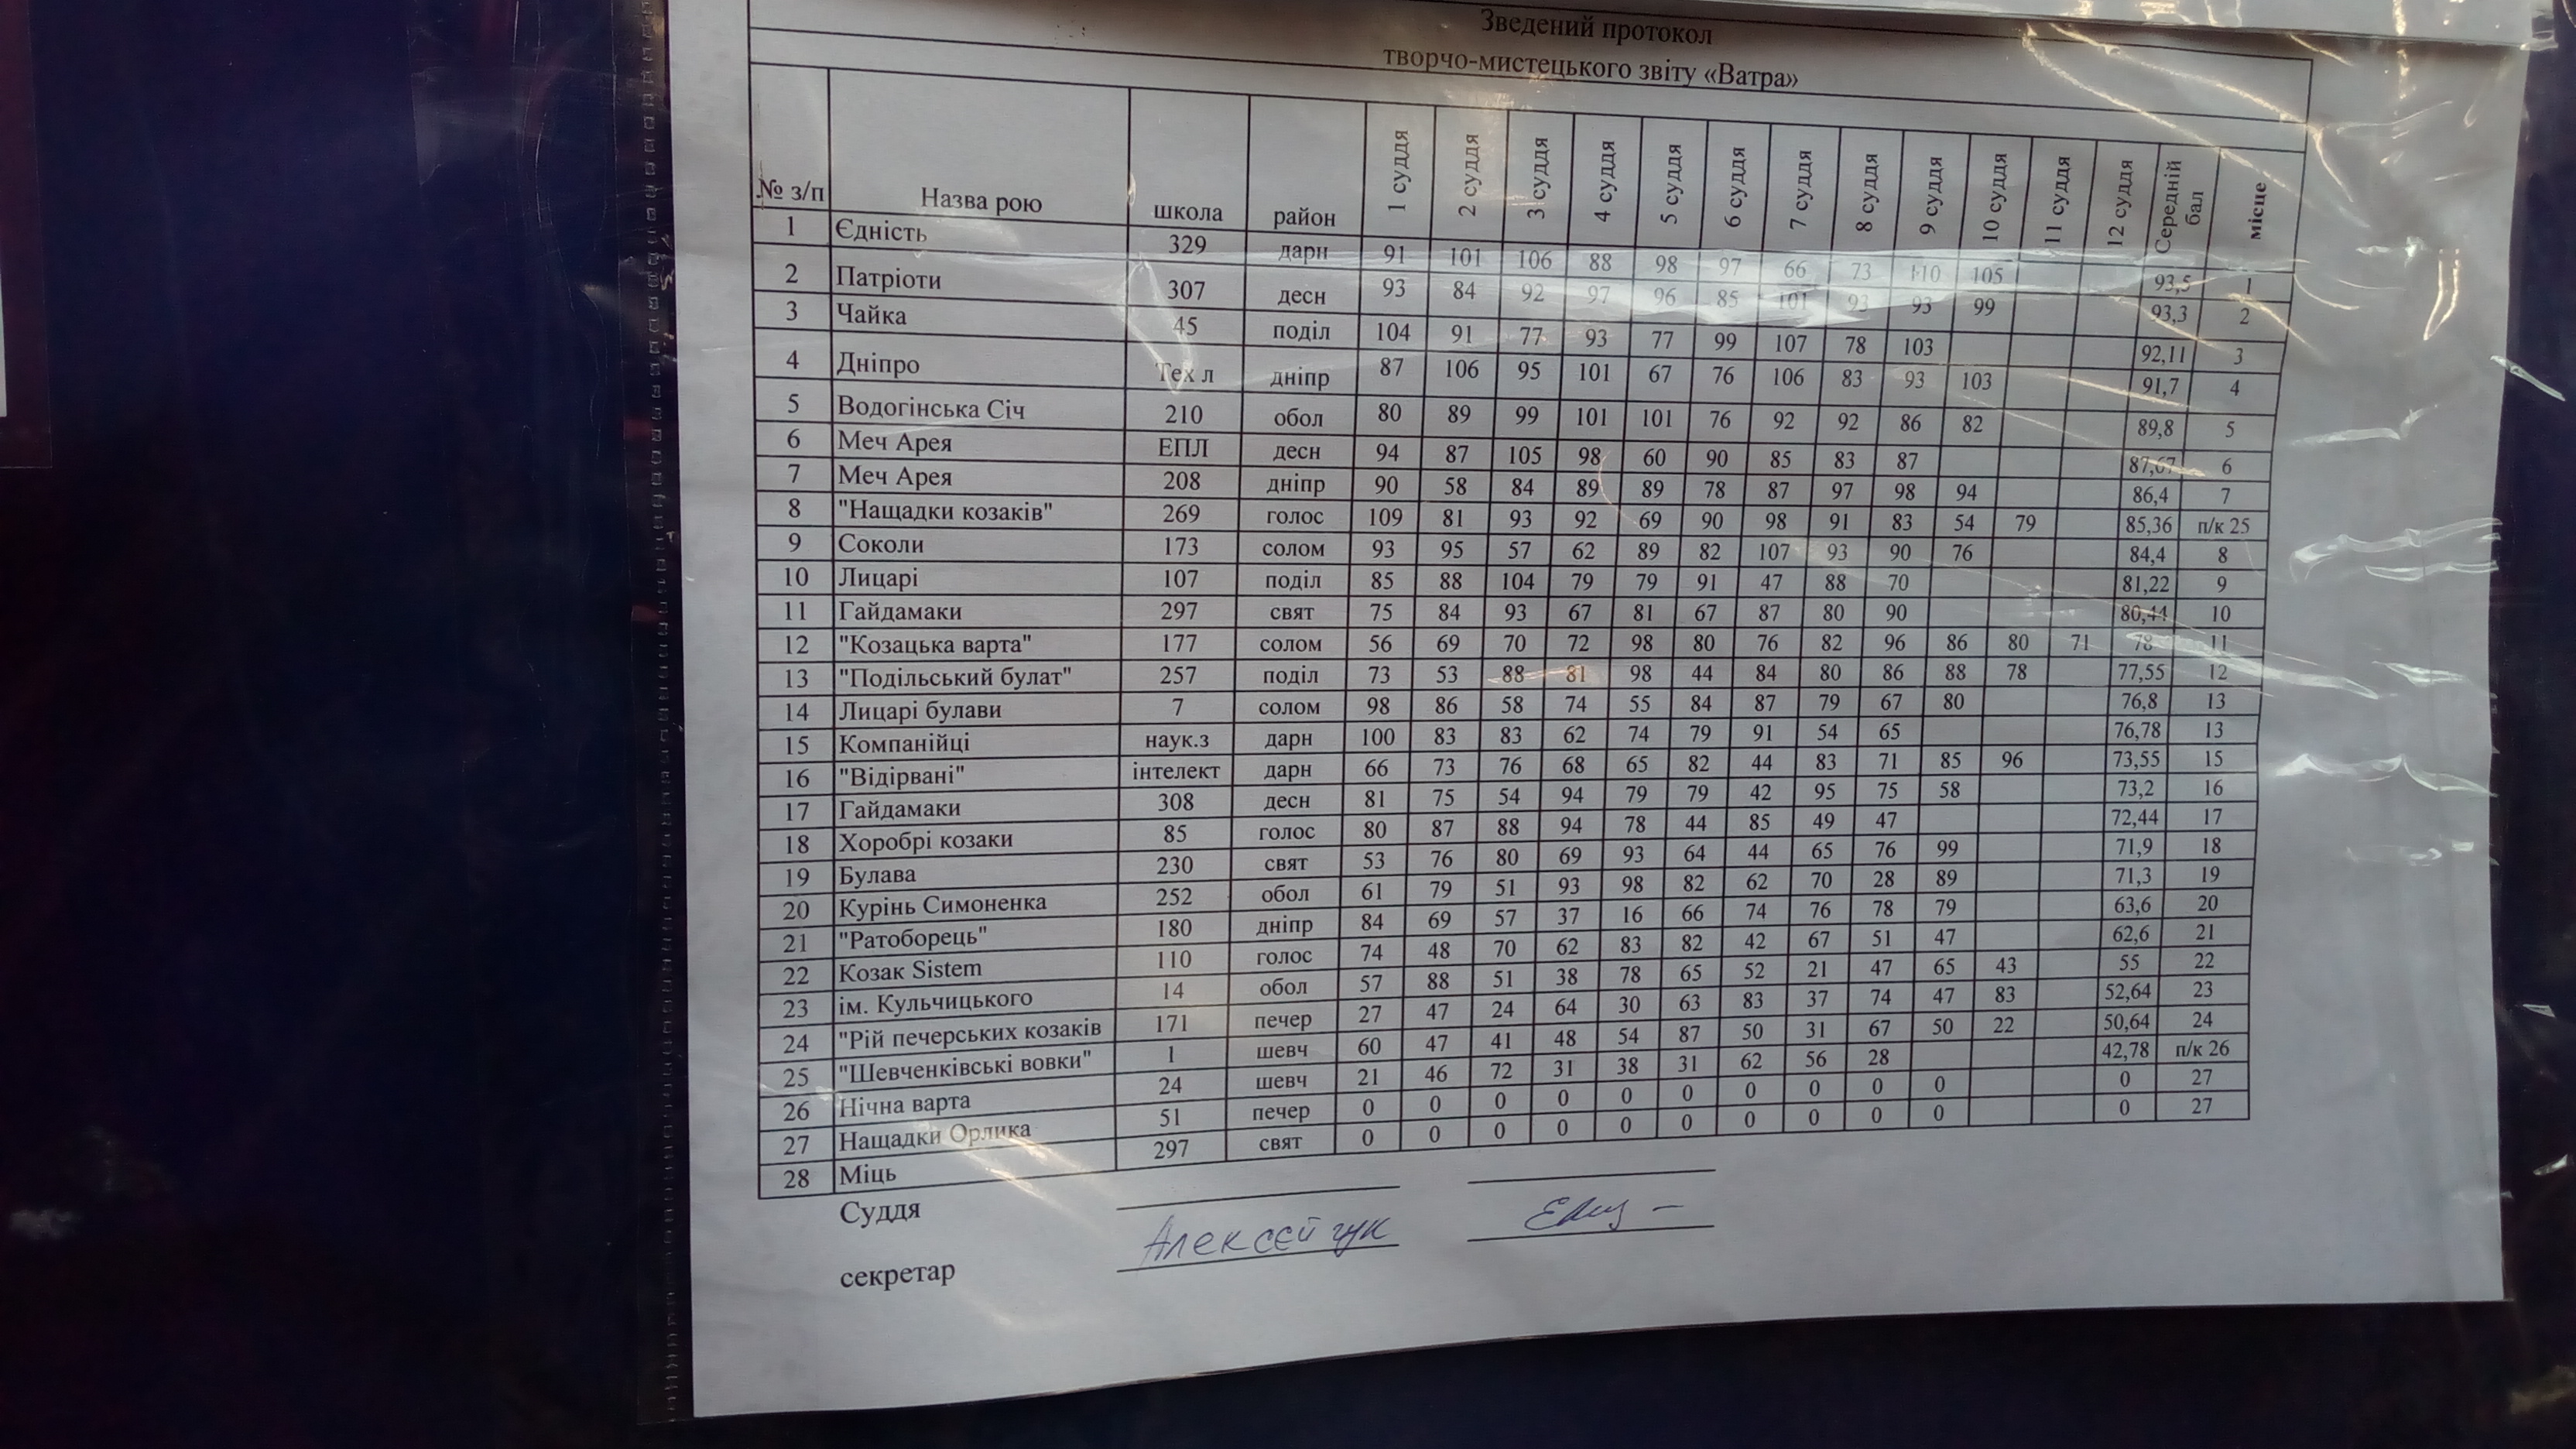 Зведений протокол
творчо-мистецького звіту «Ватра»
№ з/п Назва рою школа район 1 суддя 2 суддя 3 суддя 4 суддя 5 суддя 6 суддя 7 суддя 8 суддя 9 суддя 10 суддя 11 суддя 12 суддя Середній бал місце
1 Єдність 329 дарн 91 101 106 88 98 97 66 73 110 105 93,5 1
2 Патріоти 307 десн 93 84 92 97 96 85 101 93 93 99 93,3 2
3 Чайка 45 поділ 104 91 77 93 77 99 107 78 103 92,11 3
4 Дніпро Тех л дніпр 87 106 95 101 67 76 106 83 93 103 91,7 4
5 Водогінська Січ 210 обол 80 89 99 101 101 76 92 92 86 82 89,8 5
6 Меч Арея ЕПЛ десн 94 87 105 98 60 90 85 83 87 87,67 6
7 Меч Арея 208 дніпр 90 58 84 89 89 78 87 97 98 94 86,4 7
8 "Нащадки козаків" 269 голос 109 81 93 92 69 90 98 91 83 54 79 85,36 п/к 25
9 Соколи 173 солом 93 95 57 62 89 82 107 93 90 76 84,4 8
10 Лицарі 107 поділ 85 88 104 79 79 91 47 88 70 81,22 9
11 Гайдамаки 297 свят 75 84 93 67 81 67 87 80 90 80,44 10
12 "Козацька варта" 177 солом 56 69 70 72 98 80 76 82 96 86 80 71 78 11
13 "Подільський булат" 257 поділ 73 53 88 81 98 44 84 80 86 88 78 77,55 12
14 Лицарі булави 7 солом 98 86 58 74 55 84 87 79 67 80 76,8 13
15 Компанійці наук.з дарн 100 83 83 62 74 79 91 54 65 76,78 13
16 "Відірвані" інтелект дарн 66 73 76 68 65 82 44 83 71 85 96 73,55 15
17 Гайдамаки 308 десн 81 75 54 94 79 79 42 95 75 58 73,2 16
18 Хоробрі козаки 85 голос 80 87 88 94 78 44 85 49 47 72,44 17
19 Булава 230 свят 53 76 80 69 93 64 44 65 76 99 71,9 18
20 Курінь Симоненка 252 обол 61 79 51 93 98 82 62 70 28 89 71,3 19
21 "Ратоборець" 180 дніпр 84 69 57 37 16 66 74 76 78 79 63,6 20
22 Козак Sistem 110 голос 74 48 70 62 83 82 42 67 51 47 62,6 21
23 ім. Кульчицького 14 обол 57 88 51 38 78 65 52 21 47 65 43 55 22
24 "Рій печерських козаків 171 печер 27 47 24 64 30 63 83 37 74 47 83 52,64 23
25 "Шевченківські вовки" 1 шевч 60 47 41 48 54 87 50 31 67 50 22 50,64 24
26 Нічна варта 24 шевч 21 46 72 31 38 31 62 56 28 42,78 п/к 26
27 Нащадки Орлика 51 печер 0 0 0 0 0 0 0 0 0 0 0 27
28 Міць 297 свят 0 0 0 0 0 0 0 0 0 0 0 27
Суддя
секретар Алексєйчук